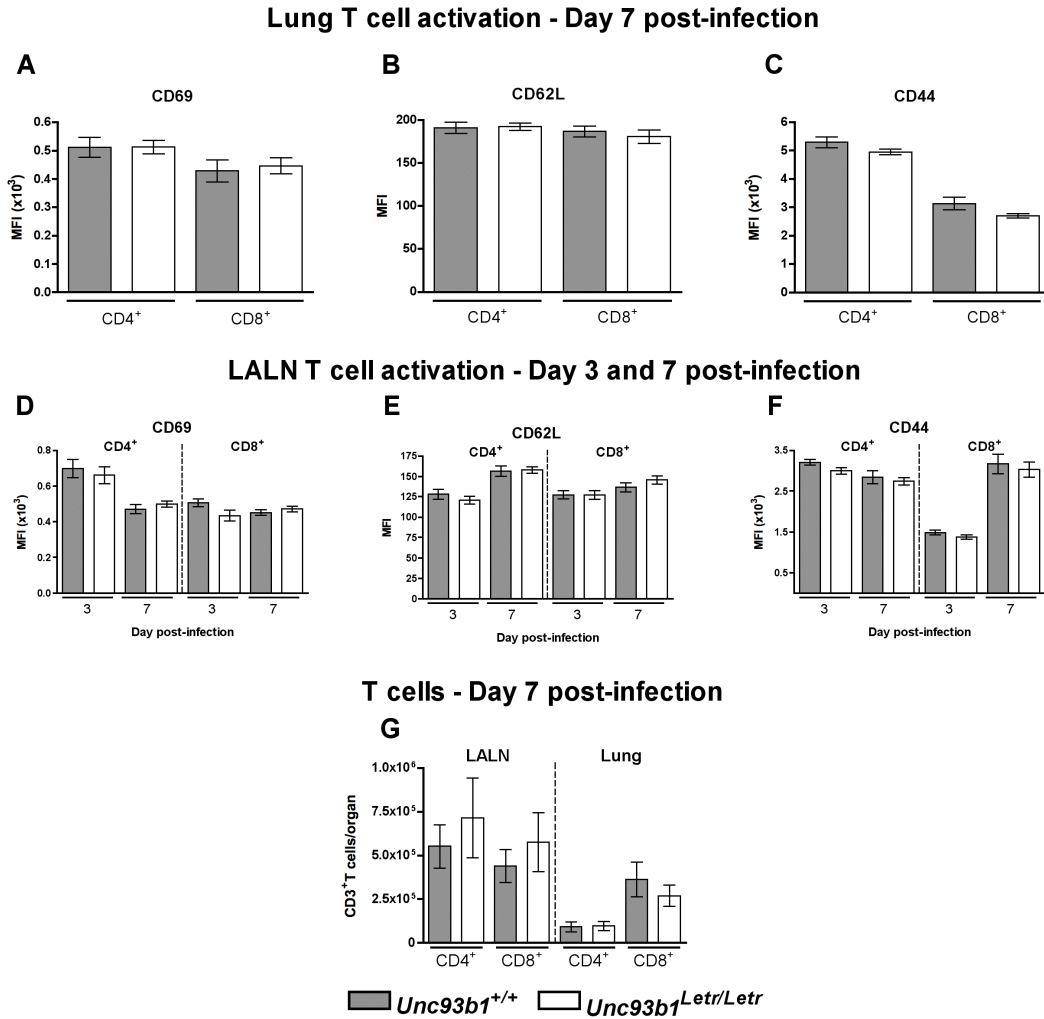 Lung T cell activation - Day 7 post-infection
A
CD69
MFI (x10³)
0.6
0.5
0.4
0.3
0.2
0.1
0.0
CD4⁺ CD8⁺
B
CD62L
MFI
200
150
100
50
0
CD4⁺ CD8⁺
C
CD44
MFI (x10³)
6
5
4
3
2
1
0
CD4⁺ CD8⁺
LALN T cell activation - Day 3 and 7 post-infection
D
CD69
CD4⁺ CD8⁺
MFI (x10³)
0.8
0.6
0.4
0.2
0.0
3 7 3 7
Day post-infection
E
CD62L
CD4⁺ CD8⁺
MFI
175
150
125
100
75
50
25
0
3 7 3 7
Day post-infection
F
CD44
CD4⁺ CD8⁺
MFI (x10³)
3.5
2.5
1.5
0.5
3 7 3 7
Day post-infection
T cells - Day 7 post-infection
G
LALN Lung
CD3⁺T cells/organ
1.0x10⁶
7.5x10⁵
5.0x10⁵
2.5x10⁵
0
CD4⁺ CD8⁺ CD4⁺ CD8⁺
Unc93b1⁺/⁺ Unc93b1Letr/Letr